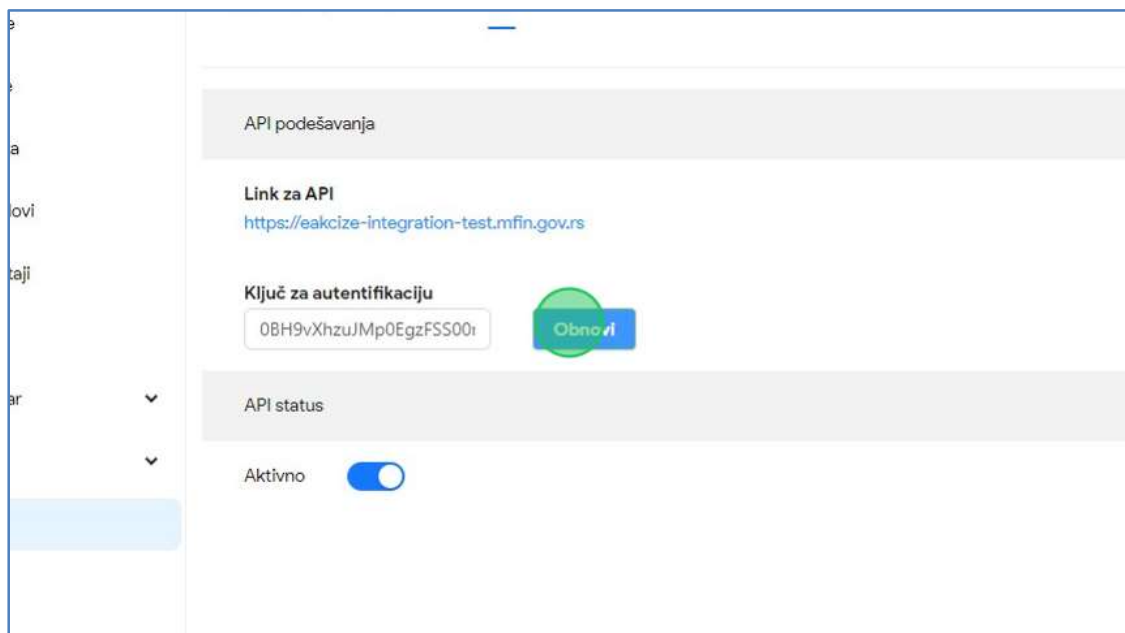 API podešavanja
Link za API
https://eakcize-integration-test.mfin.gov.rs
Ključ za autentifikaciju
Obnovi
API status
Aktivno